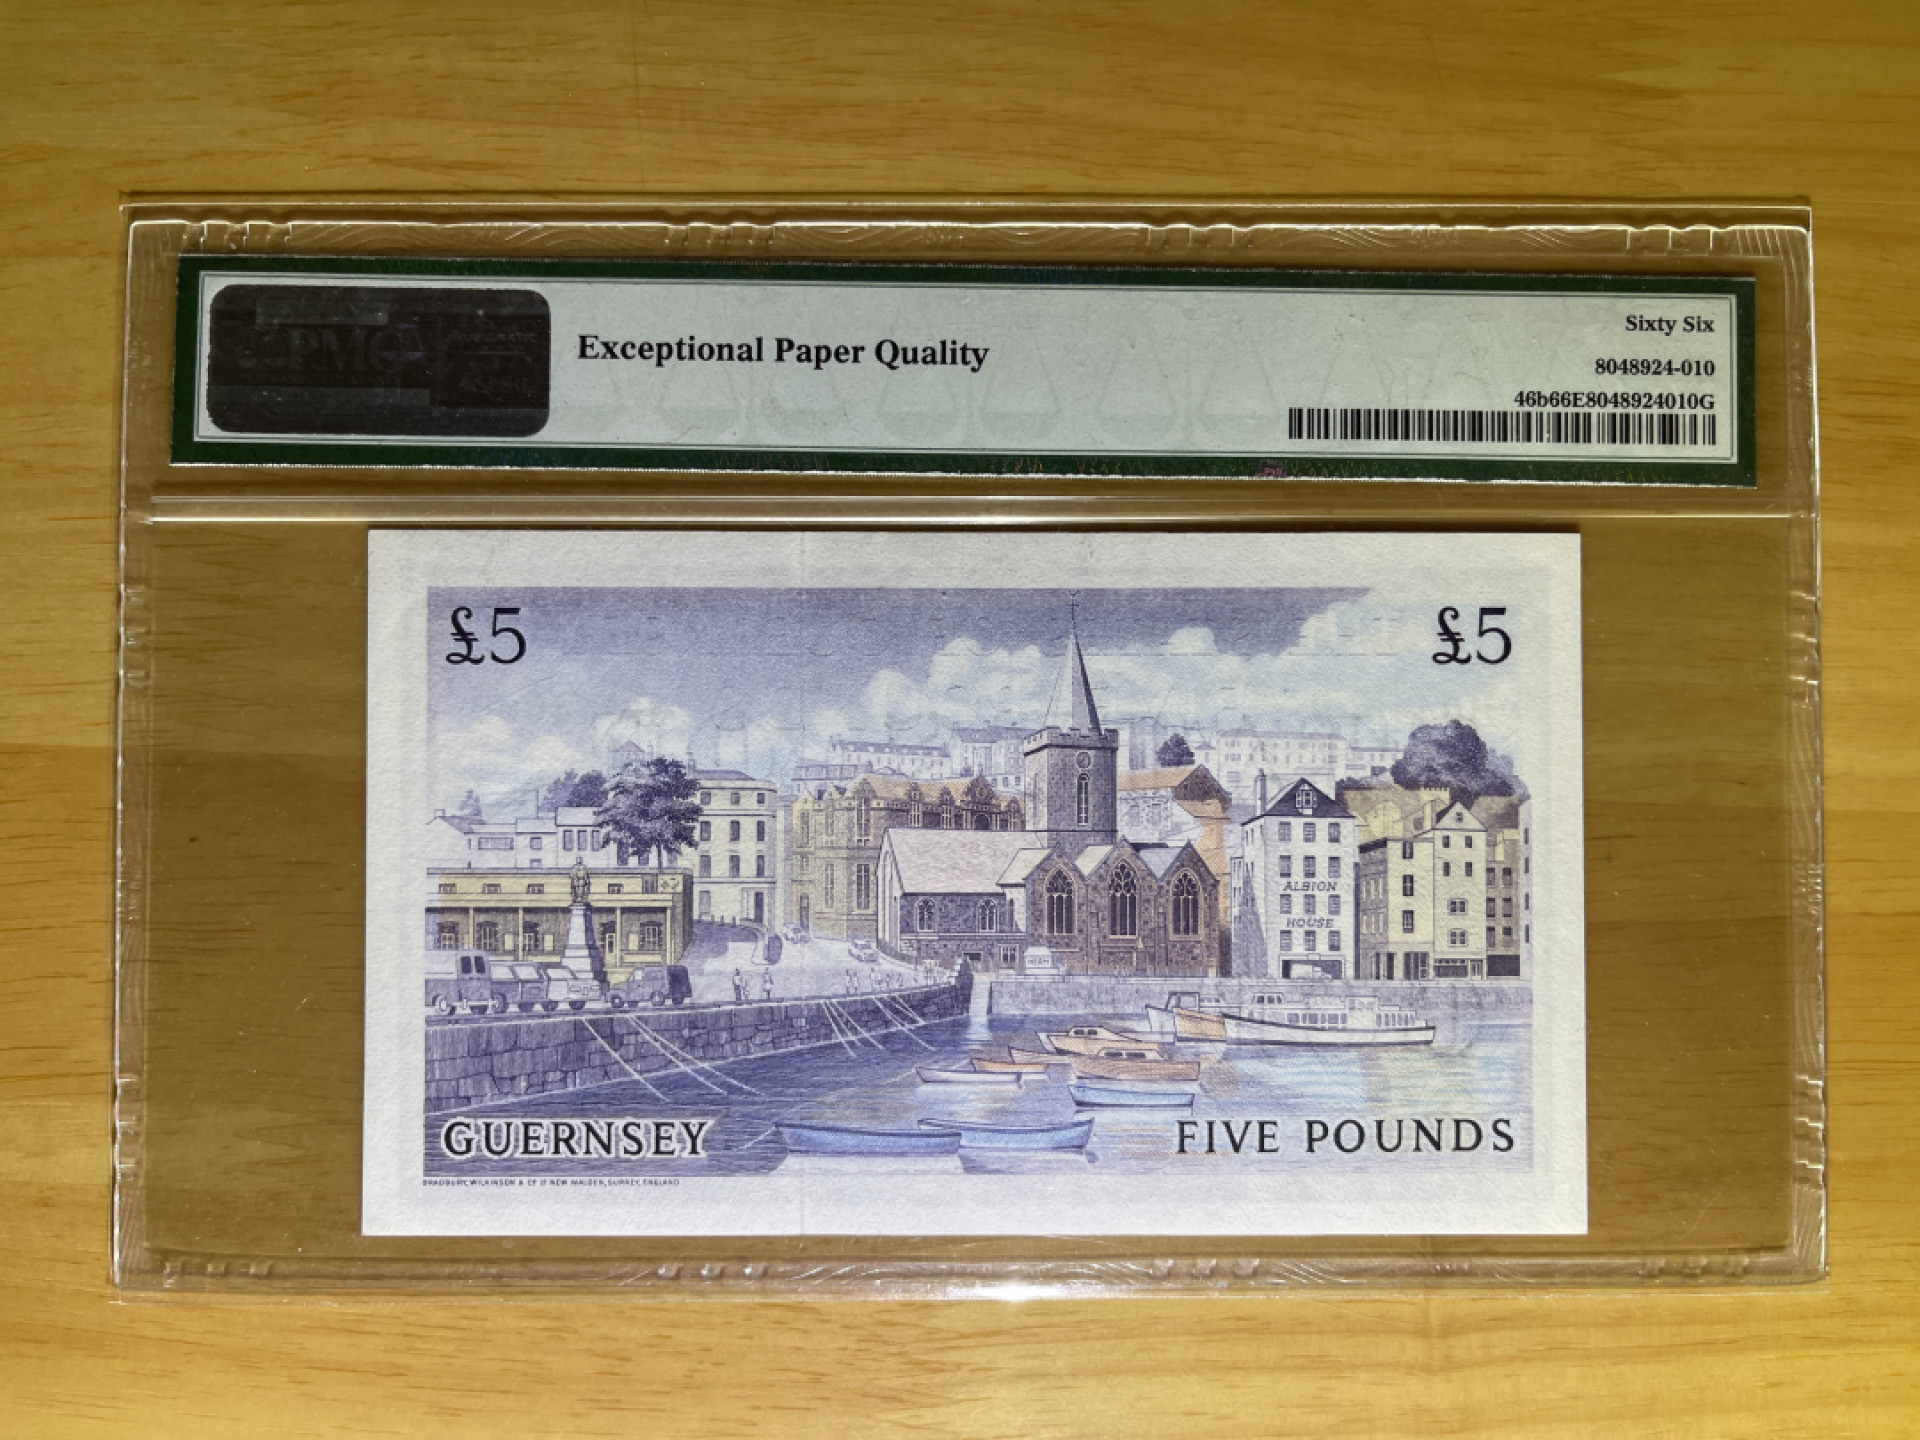 PMG
Exceptional Paper Quality
Sixty Six
8048924-010
46b66E8048924010G
£5
£5
ALBION
HOUSE
GUERNSEY
FIVE POUNDS
BRADBURY, WILKINSON & Cº Lº NEW MALDEN, SURREY, ENGLAND